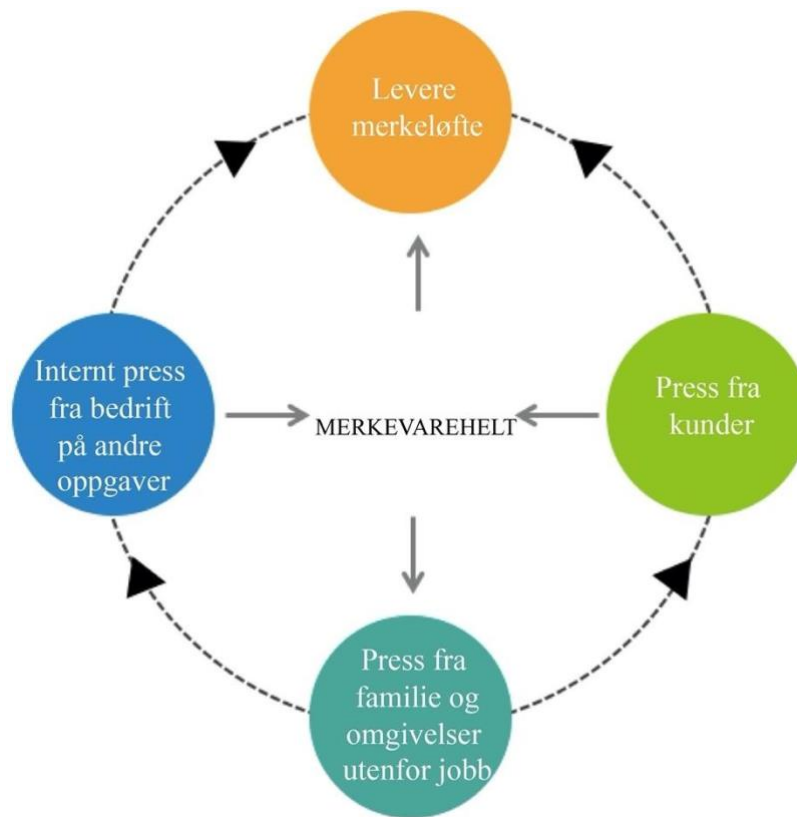 Levere
merkeløfte
Internt press
fra bedrift
på andre
oppgaver
MERKEVAREHELT
Press fra
kunder
Press fra
familie og
omgivelser
utenfor jobb